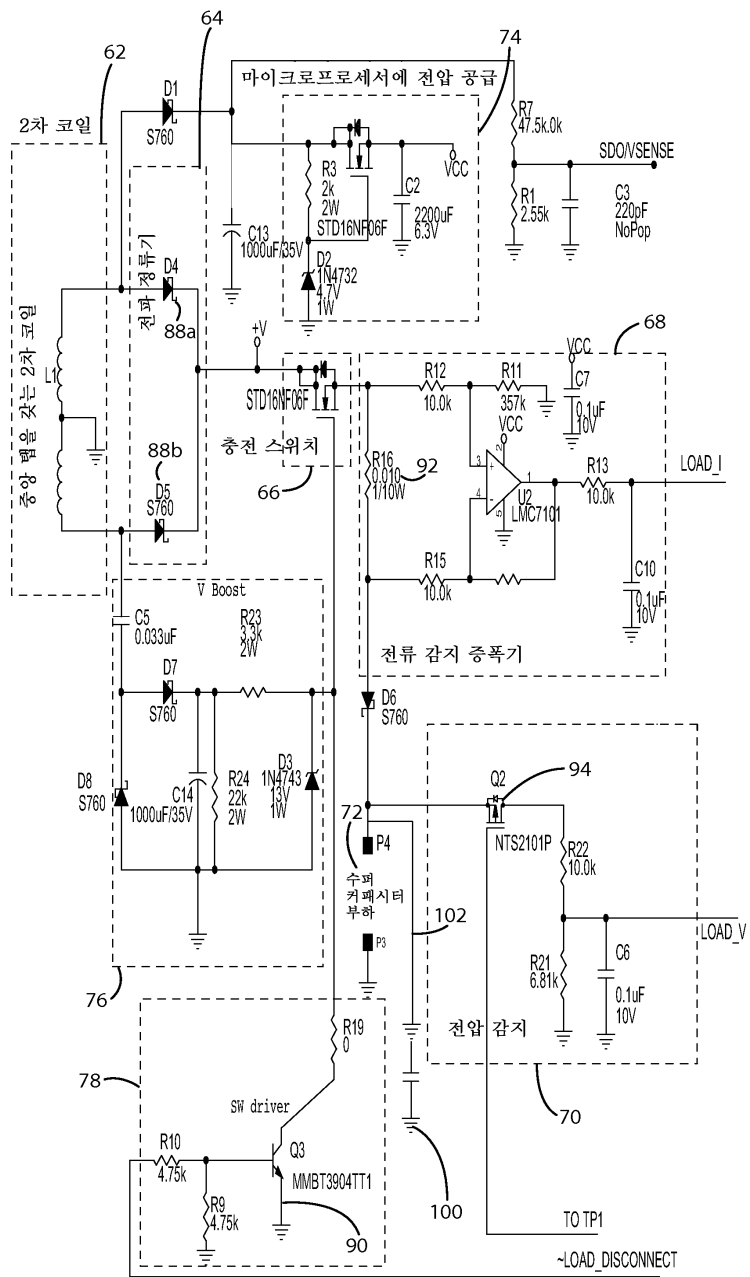 62
64
74
D1
S760
마이크로프로세서에 전압 공급
2차 코일
R7
47.5k.0k
R3
2k
2W
STD16NF06F
C2
2200uF
6.3V
VCC
SDO/VSENSE
R1
2.55k
C3
220pF
NoPop
C13
1000uF/35V
D2
1N4732
4.7V
1W
전파 정류기
D4
88a
+V
중앙 탭을 갖는 2차 코일
L1
STD16NF06F
충전 스위치
66
88b
D5
S760
68
R12
10.0k
R11
357k
VCC
C7
0.1uF
10V
VCC
R16
0.010
1/10W
92
3
+
2
1
4
-
5
U2
LMC7101
R13
10.0k
LOAD_I
R15
10.0k
C10
0.1uF
10V
전류 감지 증폭기
V Boost
C5
0.033uF
R23
3.3k
2W
D7
S760
D6
S760
D8
S760
C14
1000uF/35V
R24
22k
2W
D3
1N4743
13V
1W
76
72
P4
수퍼
커패시터
부하
P3
102
Q2
94
NTS2101P
R22
10.0k
LOAD_V
R21
6.81k
C6
0.1uF
10V
전압 감지
70
78
R19
0
SW driver
R10
4.75k
Q3
MMBT3904TT1
R9
4.75k
90
100
TO TP1
~LOAD_DISCONNECT